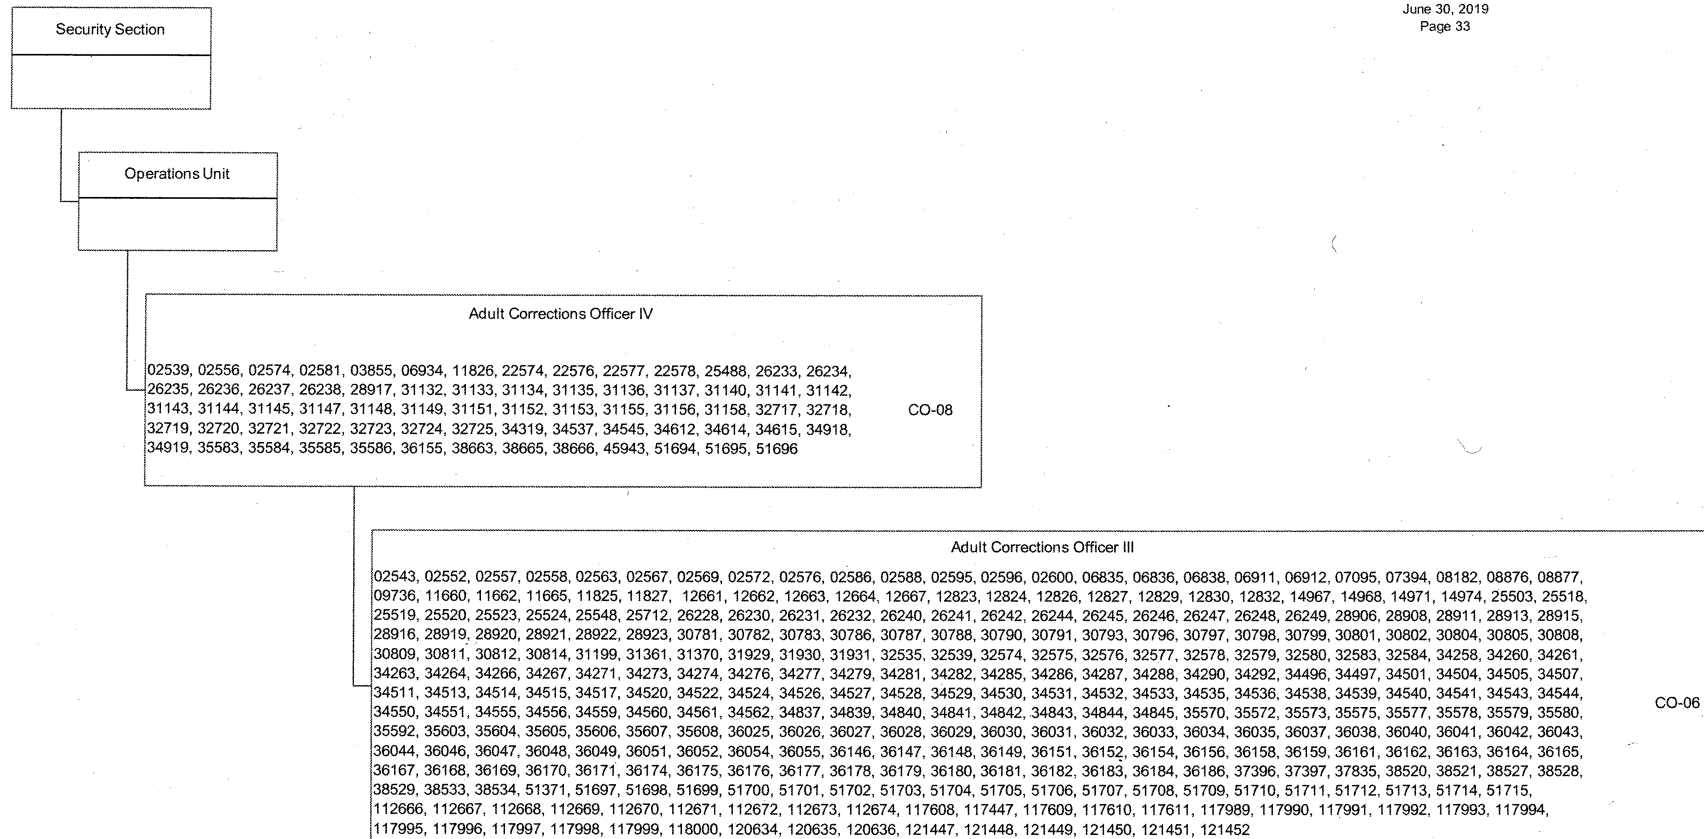 June 30, 2019
Page 33
Security Section
Operations Unit
Adult Corrections Officer IV
02539, 02556, 02574, 02581, 03855, 06934, 11826, 22574, 22576, 22577, 22578, 25488, 26233, 26234,
26235, 26236, 26237, 26238, 28917, 31132, 31133, 31134, 31135, 31136, 31137, 31140, 31141, 31142,
31143, 31144, 31145, 31147, 31148, 31149, 31151, 31152, 31153, 31155, 31156, 31158, 32717, 32718,
32719, 32720, 32721, 32722, 32723, 32724, 32725, 34319, 34537, 34545, 34612, 34614, 34615, 34918,
34919, 35583, 35584, 35585, 35586, 36155, 38663, 38665, 38666, 45943, 51694, 51695, 51696
CO-08
Adult Corrections Officer III
02543, 02552, 02557, 02558, 02563, 02567, 02569, 02572, 02576, 02586, 02588, 02595, 02596, 02600, 06835, 06836, 06838, 06911, 06912, 07095, 07394, 08182, 08876, 08877,
09736, 11660, 11662, 11665, 11825, 11827, 12661, 12662, 12663, 12664, 12667, 12823, 12824, 12826, 12827, 12829, 12830, 12832, 14967, 14968, 14971, 14974, 25503, 25518,
25519, 25520, 25523, 25524, 25548, 25712, 26228, 26230, 26231, 26232, 26240, 26241, 26242, 26244, 26245, 26246, 26247, 26248, 26249, 28906, 28908, 28911, 28913, 28915,
28916, 28919, 28920, 28921, 28922, 28923, 30781, 30782, 30783, 30786, 30787, 30788, 30790, 30791, 30793, 30796, 30797, 30798, 30799, 30801, 30802, 30804, 30805, 30808,
30809, 30811, 30812, 30814, 31199, 31361, 31370, 31929, 31930, 31931, 32535, 32539, 32574, 32575, 32576, 32577, 32578, 32579, 32580, 32583, 32584, 34258, 34260, 34261,
34263, 34264, 34266, 34267, 34271, 34273, 34274, 34276, 34277, 34279, 34281, 34282, 34285, 34286, 34287, 34288, 34290, 34292, 34496, 34497, 34501, 34504, 34505, 34507,
34511, 34513, 34514, 34515, 34517, 34520, 34522, 34524, 34526, 34527, 34528, 34529, 34530, 34531, 34532, 34533, 34535, 34536, 34538, 34539, 34540, 34541, 34543, 34544,
34550, 34551, 34555, 34556, 34559, 34560, 34561, 34562, 34837, 34839, 34840, 34841, 34842, 34843, 34844, 34845, 35570, 35572, 35573, 35575, 35577, 35578, 35579, 35580,
35592, 35603, 35604, 35605, 35606, 35607, 35608, 36025, 36026, 36027, 36028, 36029, 36030, 36031, 36032, 36033, 36034, 36035, 36037, 36038, 36040, 36041, 36042, 36043,
36044, 36046, 36047, 36048, 36049, 36051, 36052, 36054, 36055, 36146, 36147, 36148, 36149, 36151, 36152, 36154, 36156, 36158, 36159, 36161, 36162, 36163, 36164, 36165,
36167, 36168, 36169, 36170, 36171, 36174, 36175, 36176, 36177, 36178, 36179, 36180, 36181, 36182, 36183, 36184, 36186, 37396, 37397, 37835, 38520, 38521, 38527, 38528,
38529, 38533, 38534, 51371, 51697, 51698, 51699, 51700, 51701, 51702, 51703, 51704, 51705, 51706, 51707, 51708, 51709, 51710, 51711, 51712, 51713, 51714, 51715,
112666, 112667, 112668, 112669, 112670, 112671, 112672, 112673, 112674, 117608, 117447, 117609, 117610, 117611, 117989, 117990, 117991, 117992, 117993, 117994,
117995, 117996, 117997, 117998, 117999, 118000, 120634, 120635, 120636, 121447, 121448, 121449, 121450, 121451, 121452
CO-06